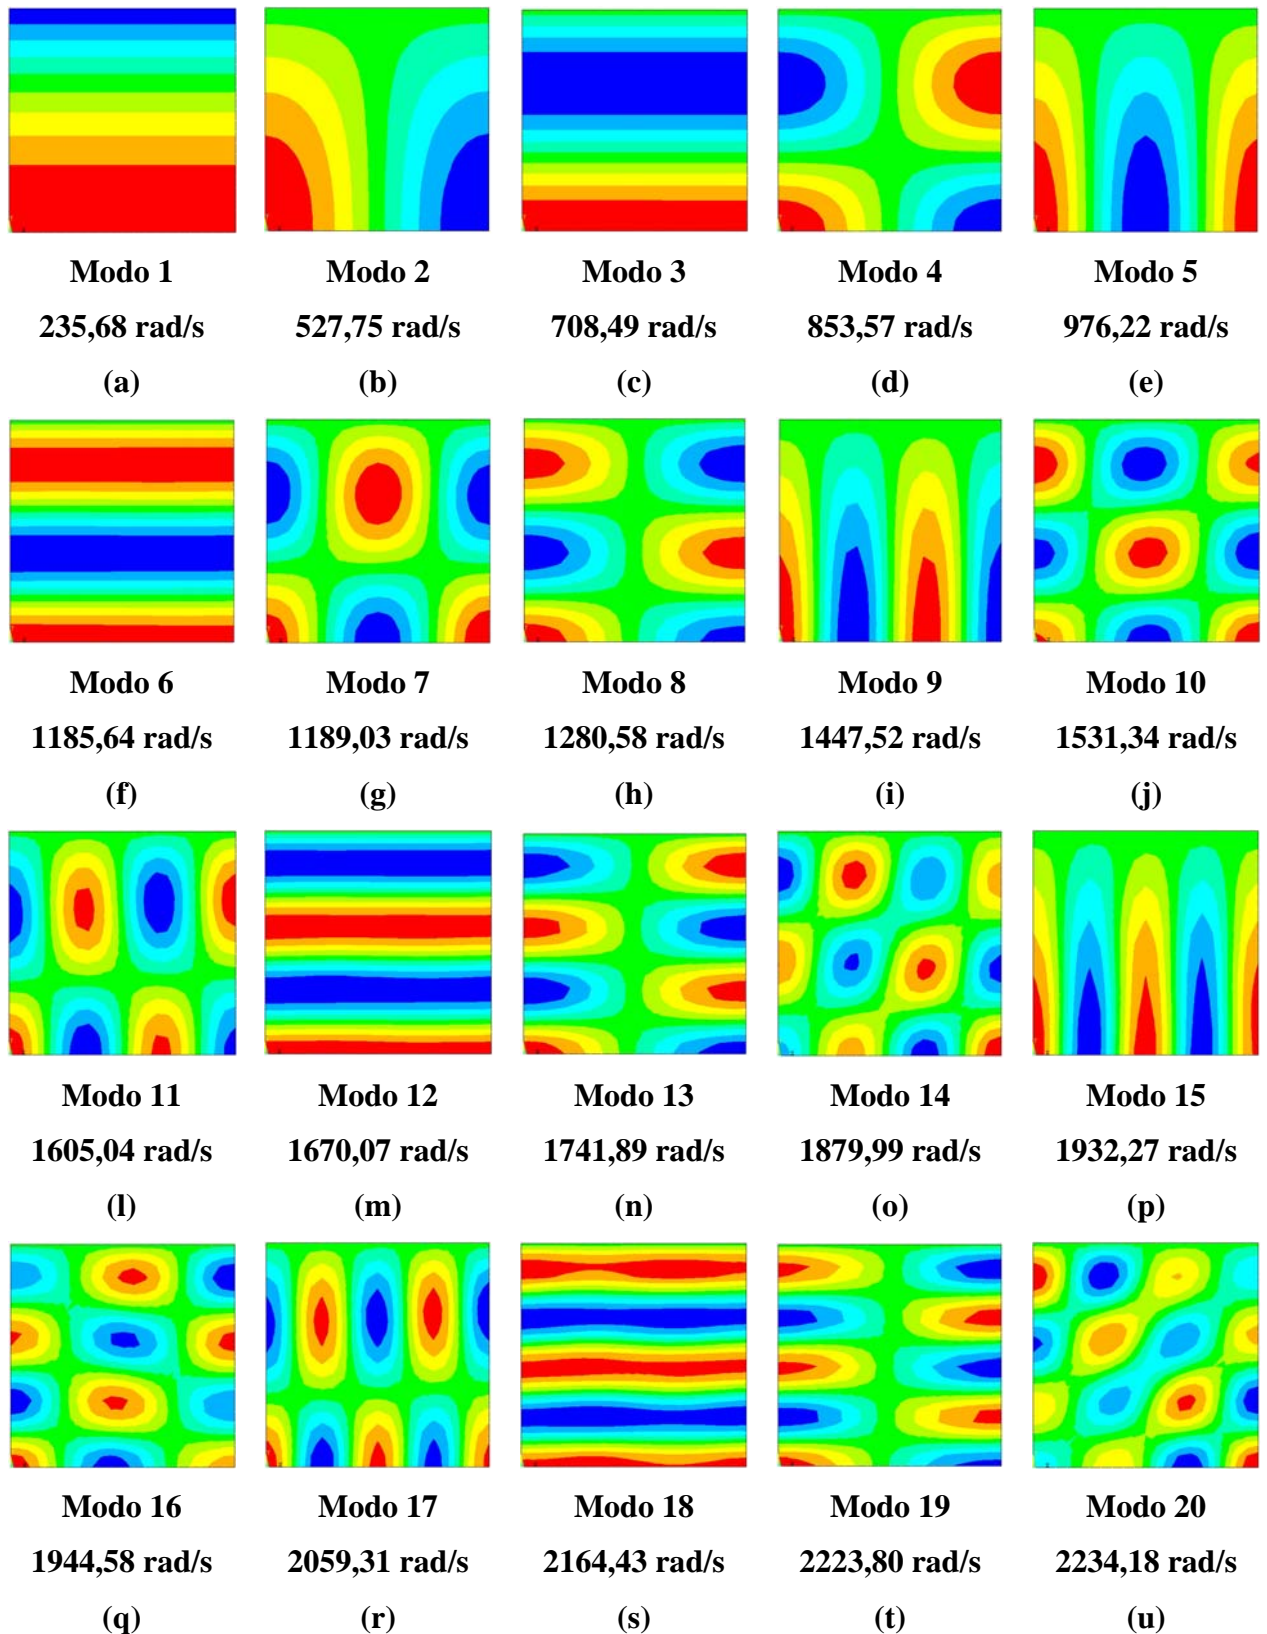 Modo 1 Modo 2 Modo 3 Modo 4 Modo 5
235,68 rad/s 527,75 rad/s 708,49 rad/s 853,57 rad/s 976,22 rad/s
(a) (b) (c) (d) (e)
Modo 6 Modo 7 Modo 8 Modo 9 Modo 10
1185,64 rad/s 1189,03 rad/s 1280,58 rad/s 1447,52 rad/s 1531,34 rad/s
(f) (g) (h) (i) (j)
Modo 11 Modo 12 Modo 13 Modo 14 Modo 15
1605,04 rad/s 1670,07 rad/s 1741,89 rad/s 1879,99 rad/s 1932,27 rad/s
(l) (m) (n) (o) (p)
Modo 16 Modo 17 Modo 18 Modo 19 Modo 20
1944,58 rad/s 2059,31 rad/s 2164,43 rad/s 2223,80 rad/s 2234,18 rad/s
(q) (r) (s) (t) (u)